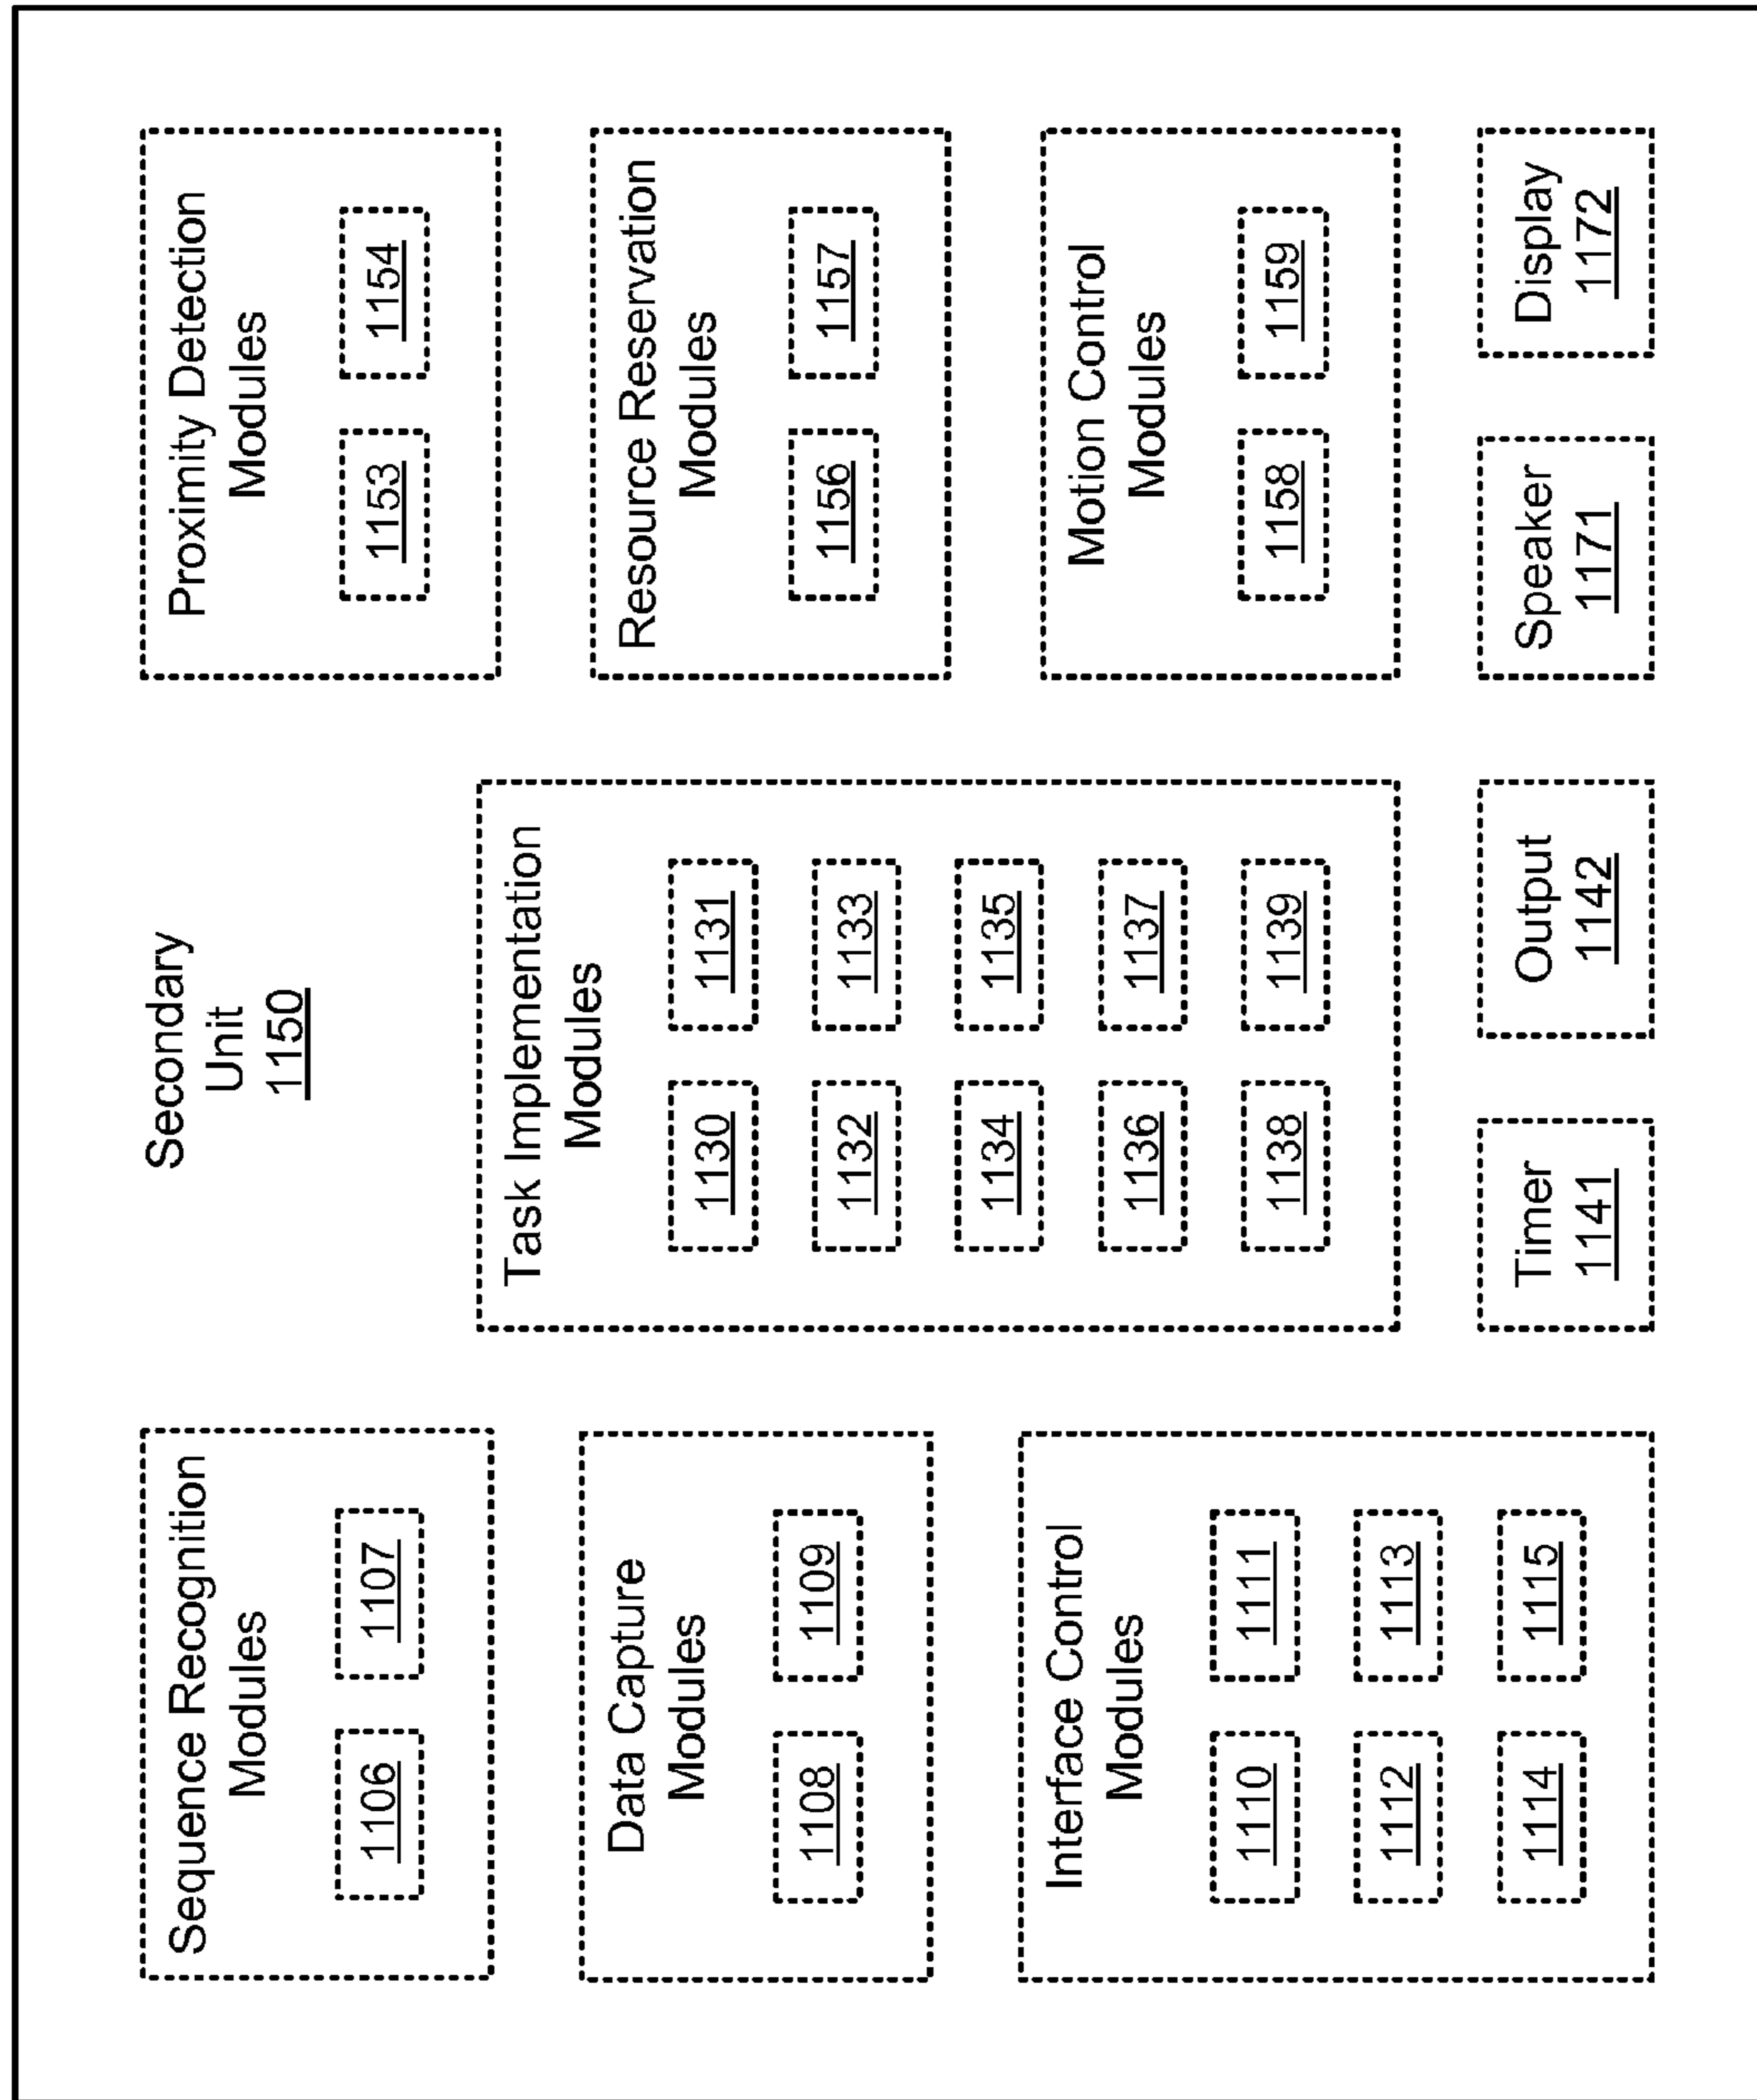 Secondary
Unit
1150
Sequence Recognition
Modules
1106 1107
Data Capture
Modules
1108 1109
Interface Control
Modules
1110 1111
1112 1113
1114 1115
Task Implementation
Modules
1130 1131
1132 1133
1134 1135
1136 1137
1138 1139
Timer
1141
Output
1142
Proximity Detection
Modules
1153 1154
Resource Reservation
Modules
1156 1157
Motion Control
Modules
1158 1159
Speaker
1171
Display
1172